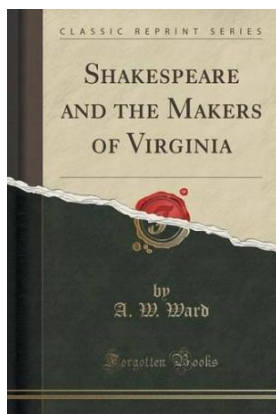 CLASSIC REPRINT SERIES
SHAKESPEARE
AND THE MAKERS
OF VIRGINIA
by
A. W. Ward
Forgotten Books